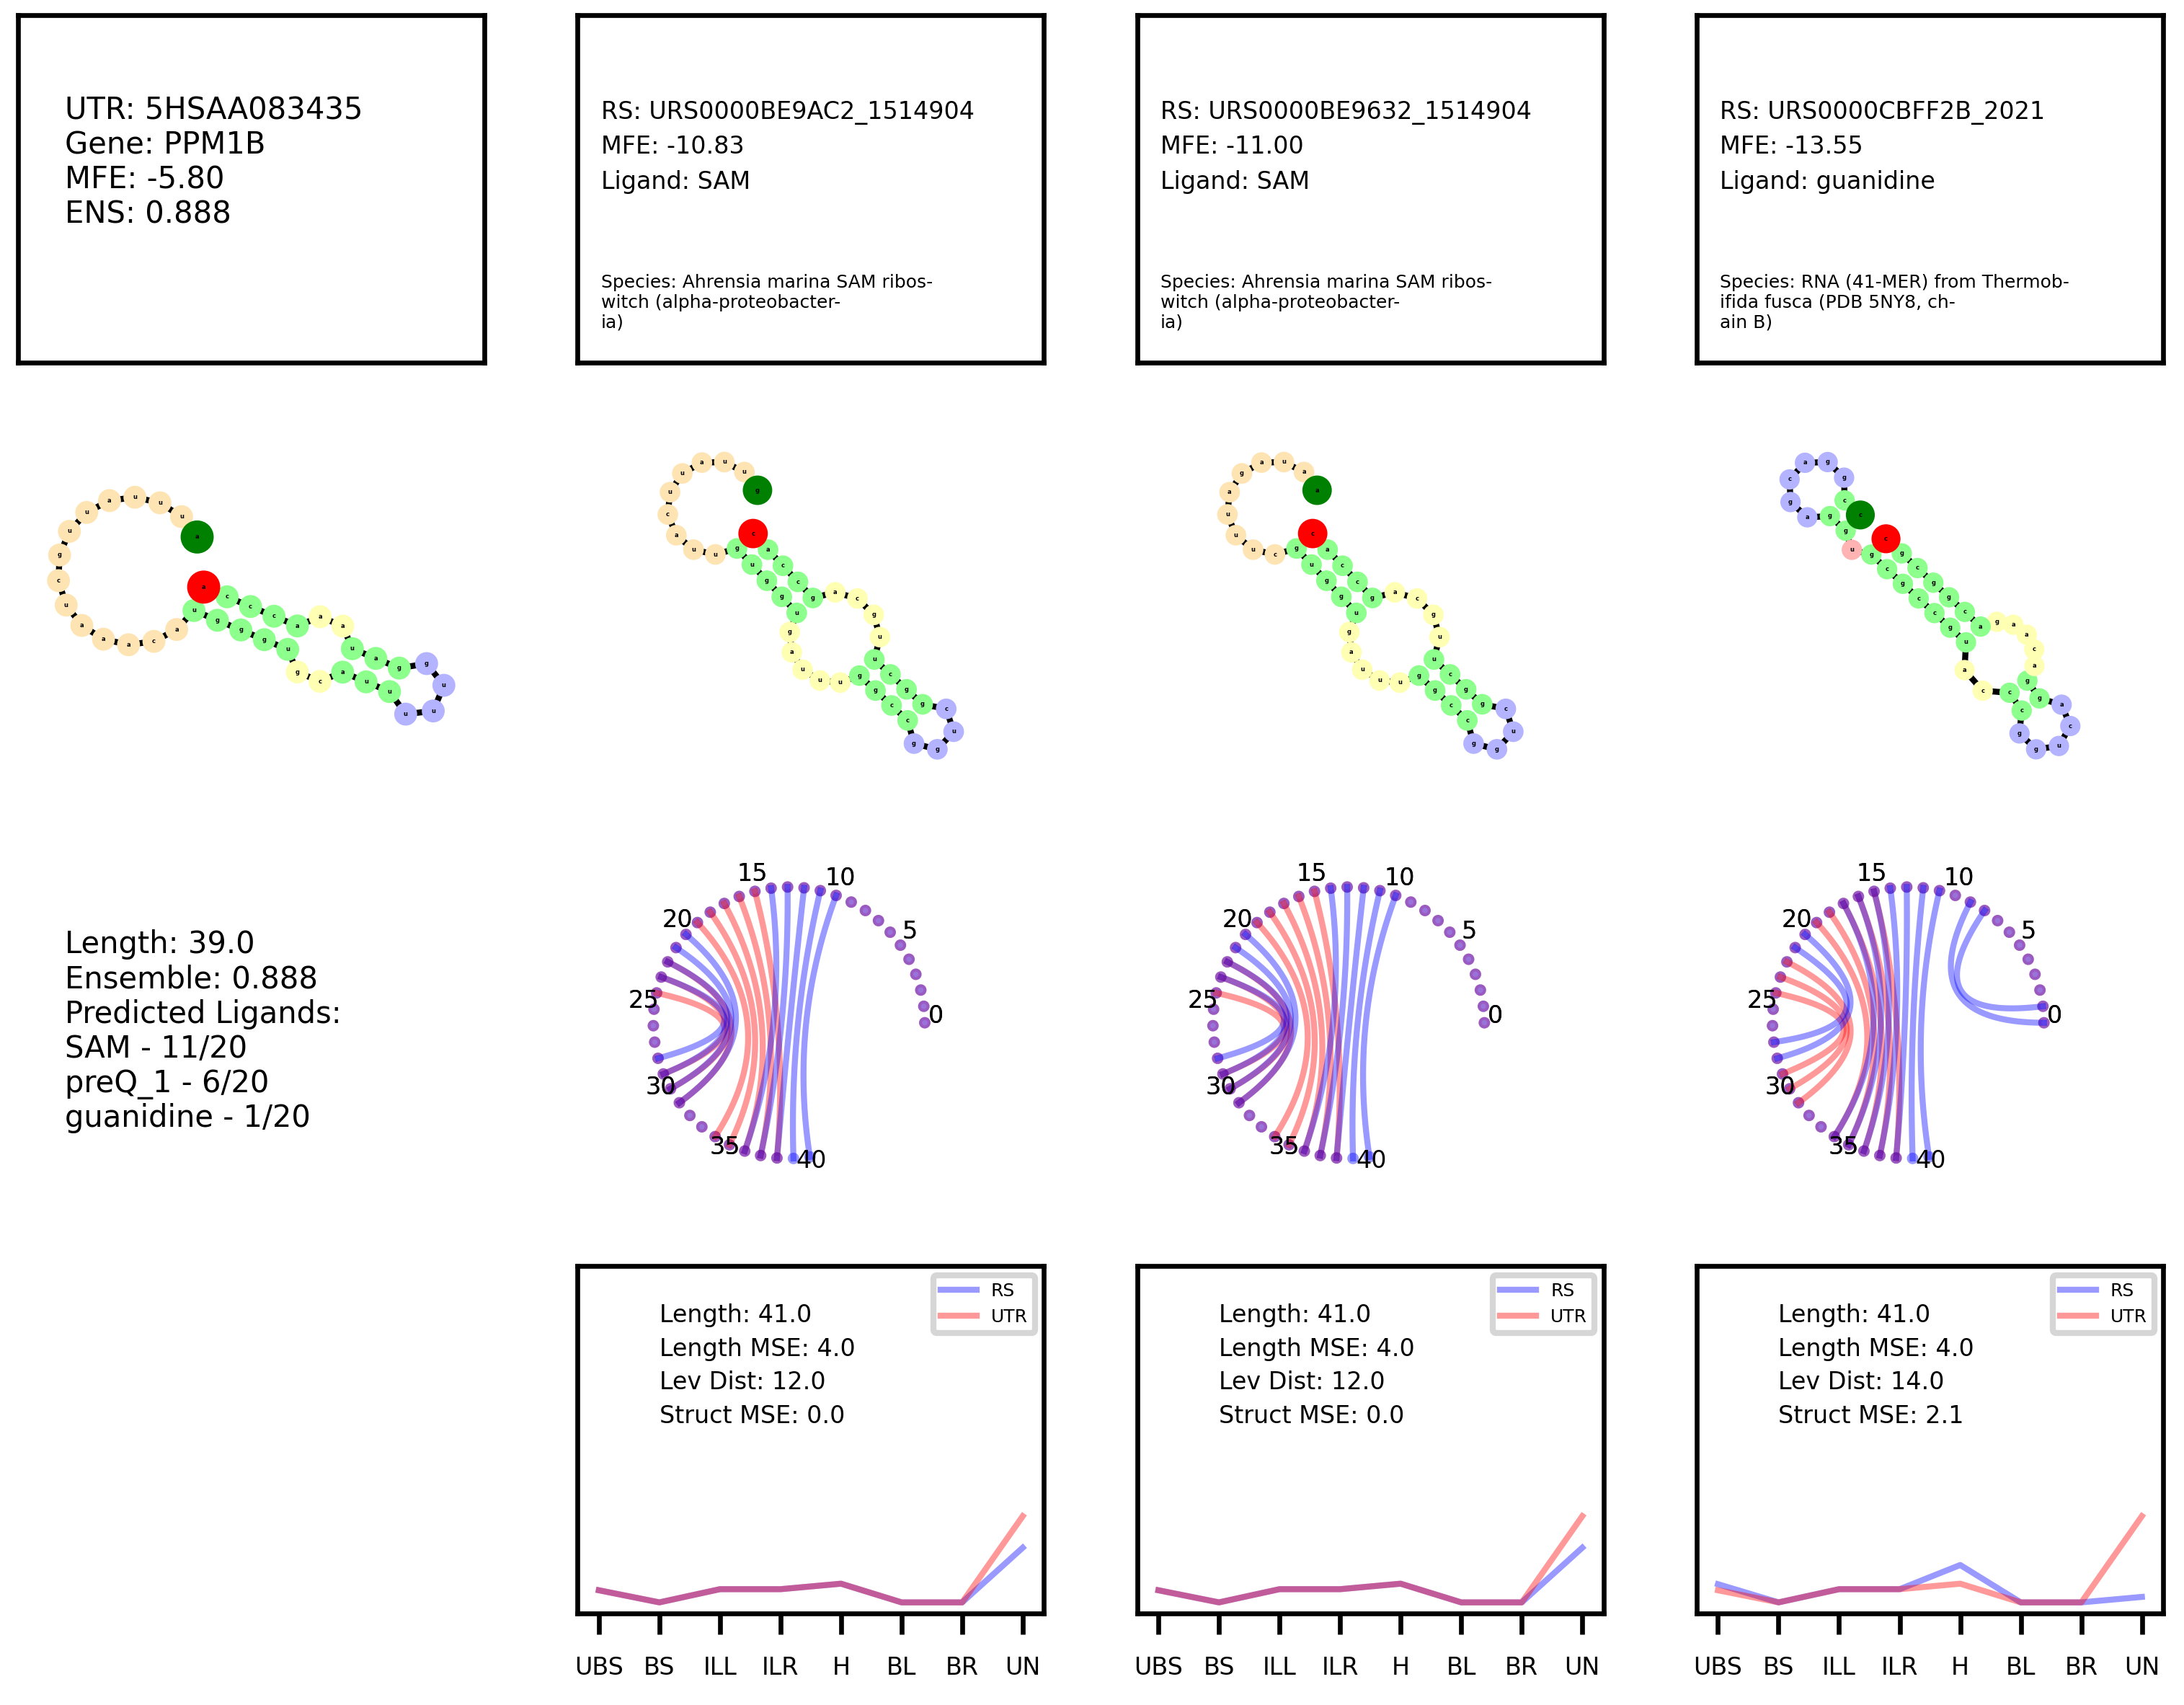 UTR: 5HSAA083435
Gene: PPM1B
MFE: -5.80
ENS: 0.888
RS: URS0000BE9AC2_1514904
MFE: -10.83
Ligand: SAM
Species: Ahrensia marina SAM ribos-
witch (alpha-proteobacter-
ia)
RS: URS0000BE9632_1514904
MFE: -11.00
Ligand: SAM
Species: Ahrensia marina SAM ribos-
witch (alpha-proteobacter-
ia)
RS: URS0000CBFF2B_2021
MFE: -13.55
Ligand: guanidine
Species: RNA (41-MER) from Thermob-
ifida fusca (PDB 5NY8, ch-
ain B)
Length: 39.0
Ensemble: 0.888
Predicted Ligands:
SAM - 11/20
preQ_1 - 6/20
guanidine - 1/20
0
5
10
15
20
25
30
35
40
0
5
10
15
20
25
30
35
40
0
5
10
15
20
25
30
35
40
RS
UTR
Length: 41.0
Length MSE: 4.0
Lev Dist: 12.0
Struct MSE: 0.0
UBS BS ILL ILR H BL BR UN
RS
UTR
Length: 41.0
Length MSE: 4.0
Lev Dist: 12.0
Struct MSE: 0.0
UBS BS ILL ILR H BL BR UN
RS
UTR
Length: 41.0
Length MSE: 4.0
Lev Dist: 14.0
Struct MSE: 2.1
UBS BS ILL ILR H BL BR UN